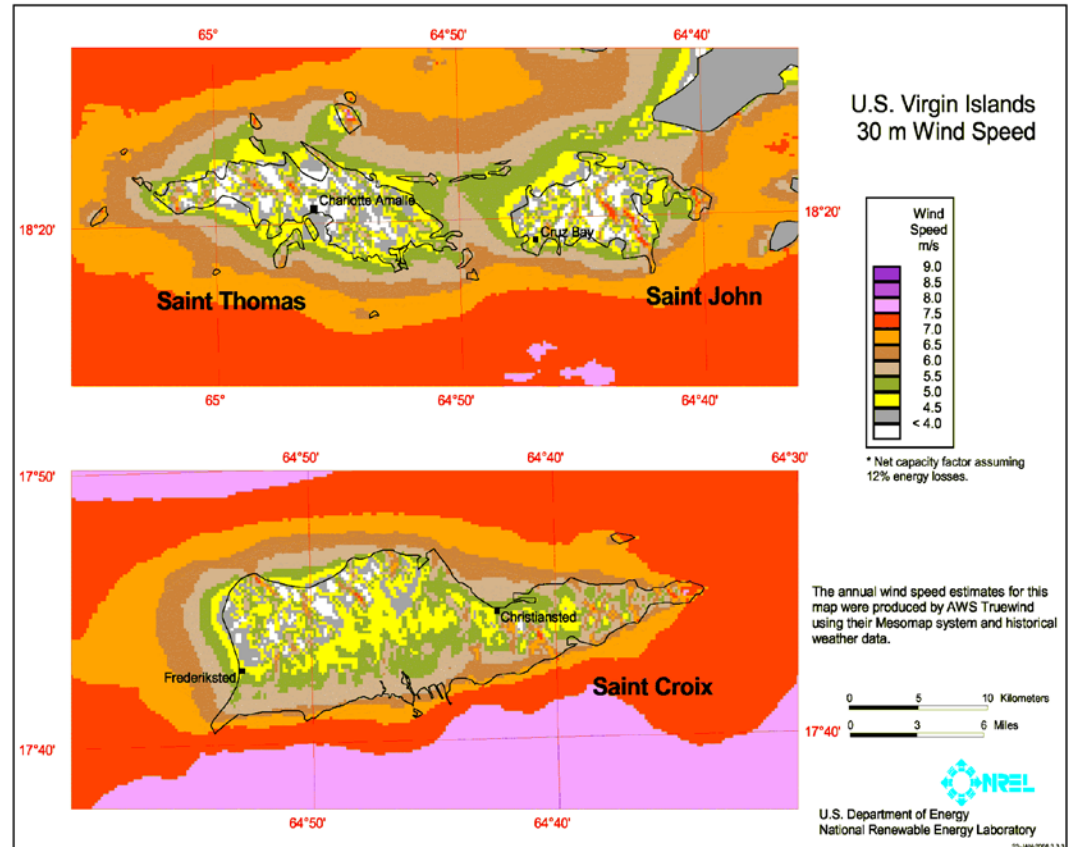 65° 64°50' 64°40'
U.S. Virgin Islands
30 m Wind Speed
Charlotte Amalie
18°20'
18°20'
Cruz Bay
Saint Thomas
Saint John
65° 64°50' 64°40'
Wind
Speed
m/s
9.0
8.5
8.0
7.5
7.0
6.5
6.0
5.5
5.0
4.5
< 4.0
* Net capacity factor assuming
12% energy losses.
64°50' 64°40' 64°30'
17°50'
Christiansted
Frederiksted
Saint Croix
17°40'
17°40'
64°50' 64°40'
The annual wind speed estimates for this
map were produced by AWS Truewind
using their Mesomap system and historical
weather data.
0 5 10 Kilometers
0 3 6 Miles
NREL
U.S. Department of Energy
National Renewable Energy Laboratory